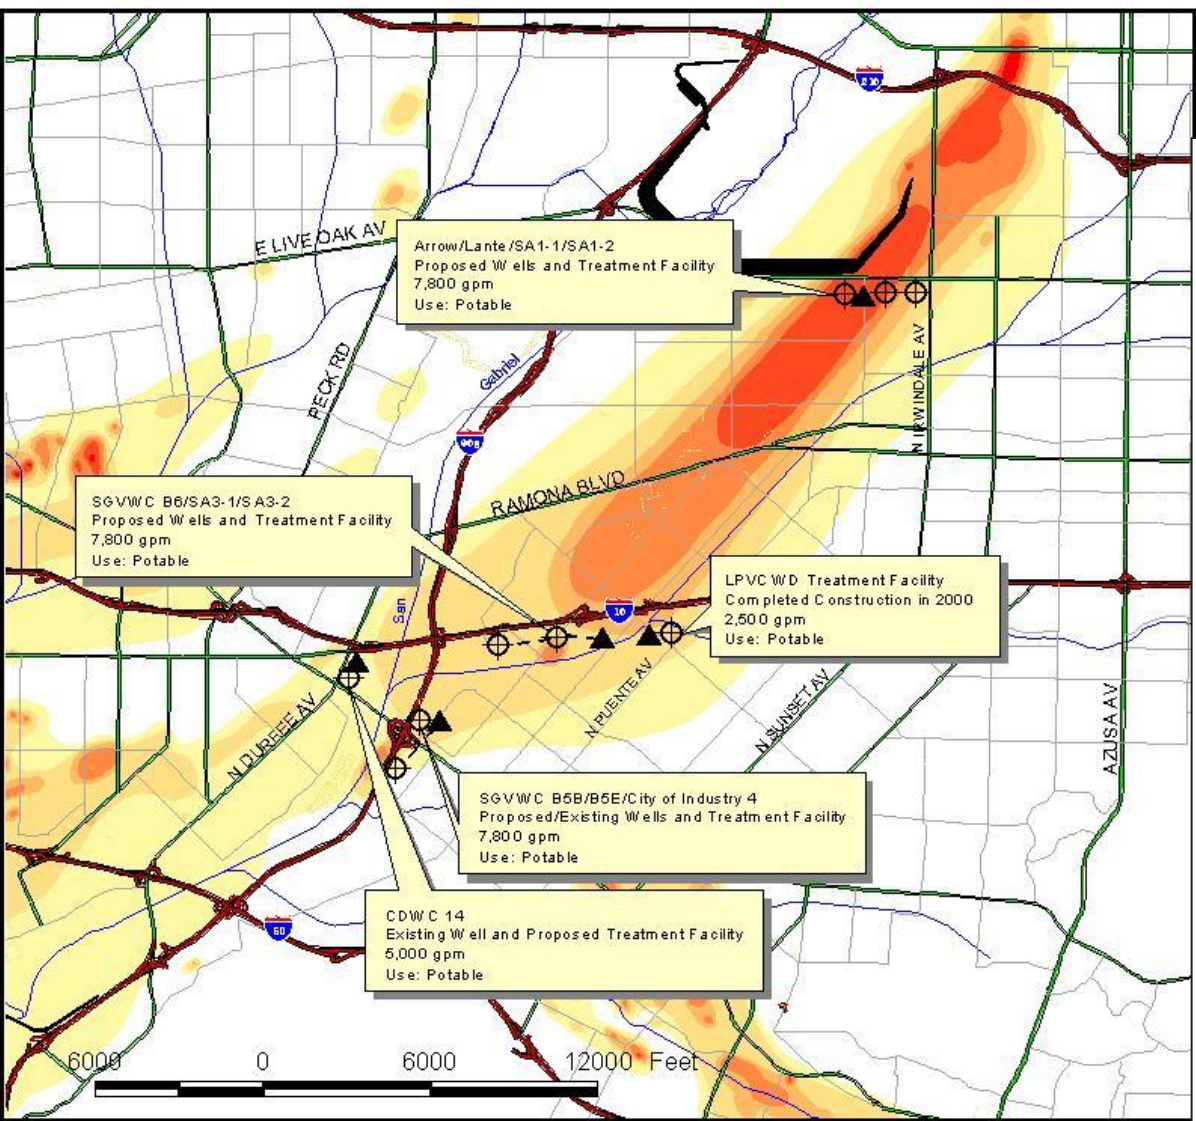 210
E LIVE OAK AV
Arrow/Lante/SA1-1/SA1-2
Proposed Wells and Treatment Facility
7,800 gpm
Use: Potable
PECK RD
Gabriel
N IRWINDALE AV
605
RAMONA BLVD
SGVWC B6/SA3-1/SA3-2
Proposed Wells and Treatment Facility
7,800 gpm
Use: Potable
San
10
LPVCWD Treatment Facility
Completed Construction in 2000
2,500 gpm
Use: Potable
N DURFEE AV
N PUENTE AV
N SUNSET AV
AZUSA AV
SGVWC B5B/B5E/City of Industry 4
Proposed/Existing Wells and Treatment Facility
7,800 gpm
Use: Potable
CDWC 14
Existing Well and Proposed Treatment Facility
5,000 gpm
Use: Potable
60
6000 0 6000 12000 Feet